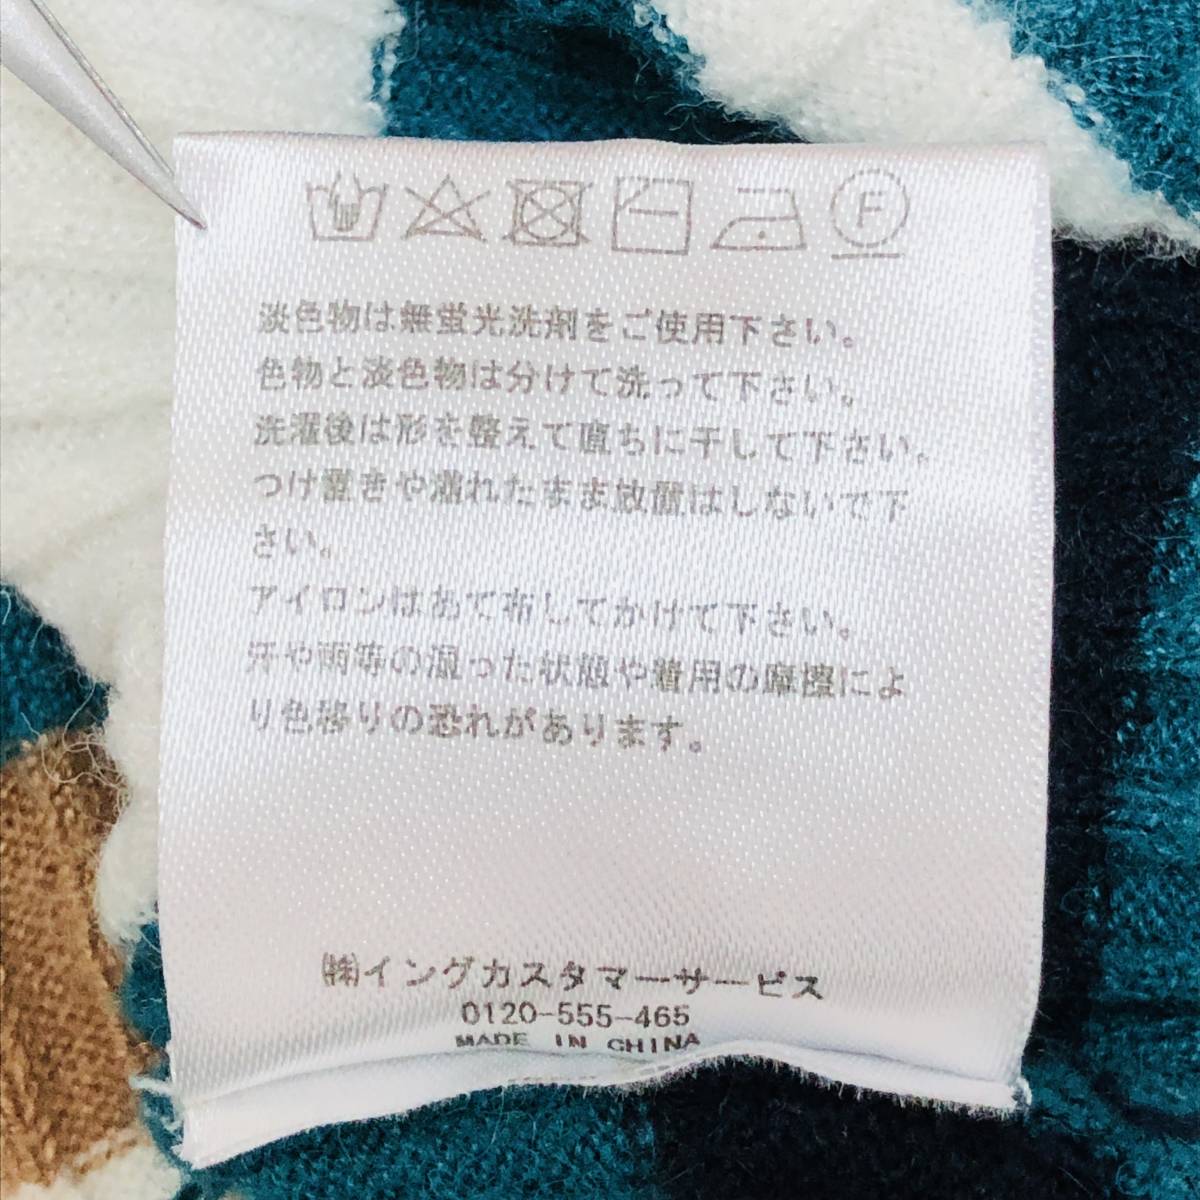 F
淡色物は無蛍光洗剤をご使用下さい。
色物と淡色物は分けて洗って下さい。
洗濯後は形を整えて直ちに干して下さい。
つけ置きや濡れたまま放置はしないで下
さい。
アイロンはあて布してかけて下さい。
汗や雨等の湿った状態や着用の摩擦によ
り色移りの恐れがあります。
㈱イングカスタマーサービス
0120-555-465
MADE IN CHINA